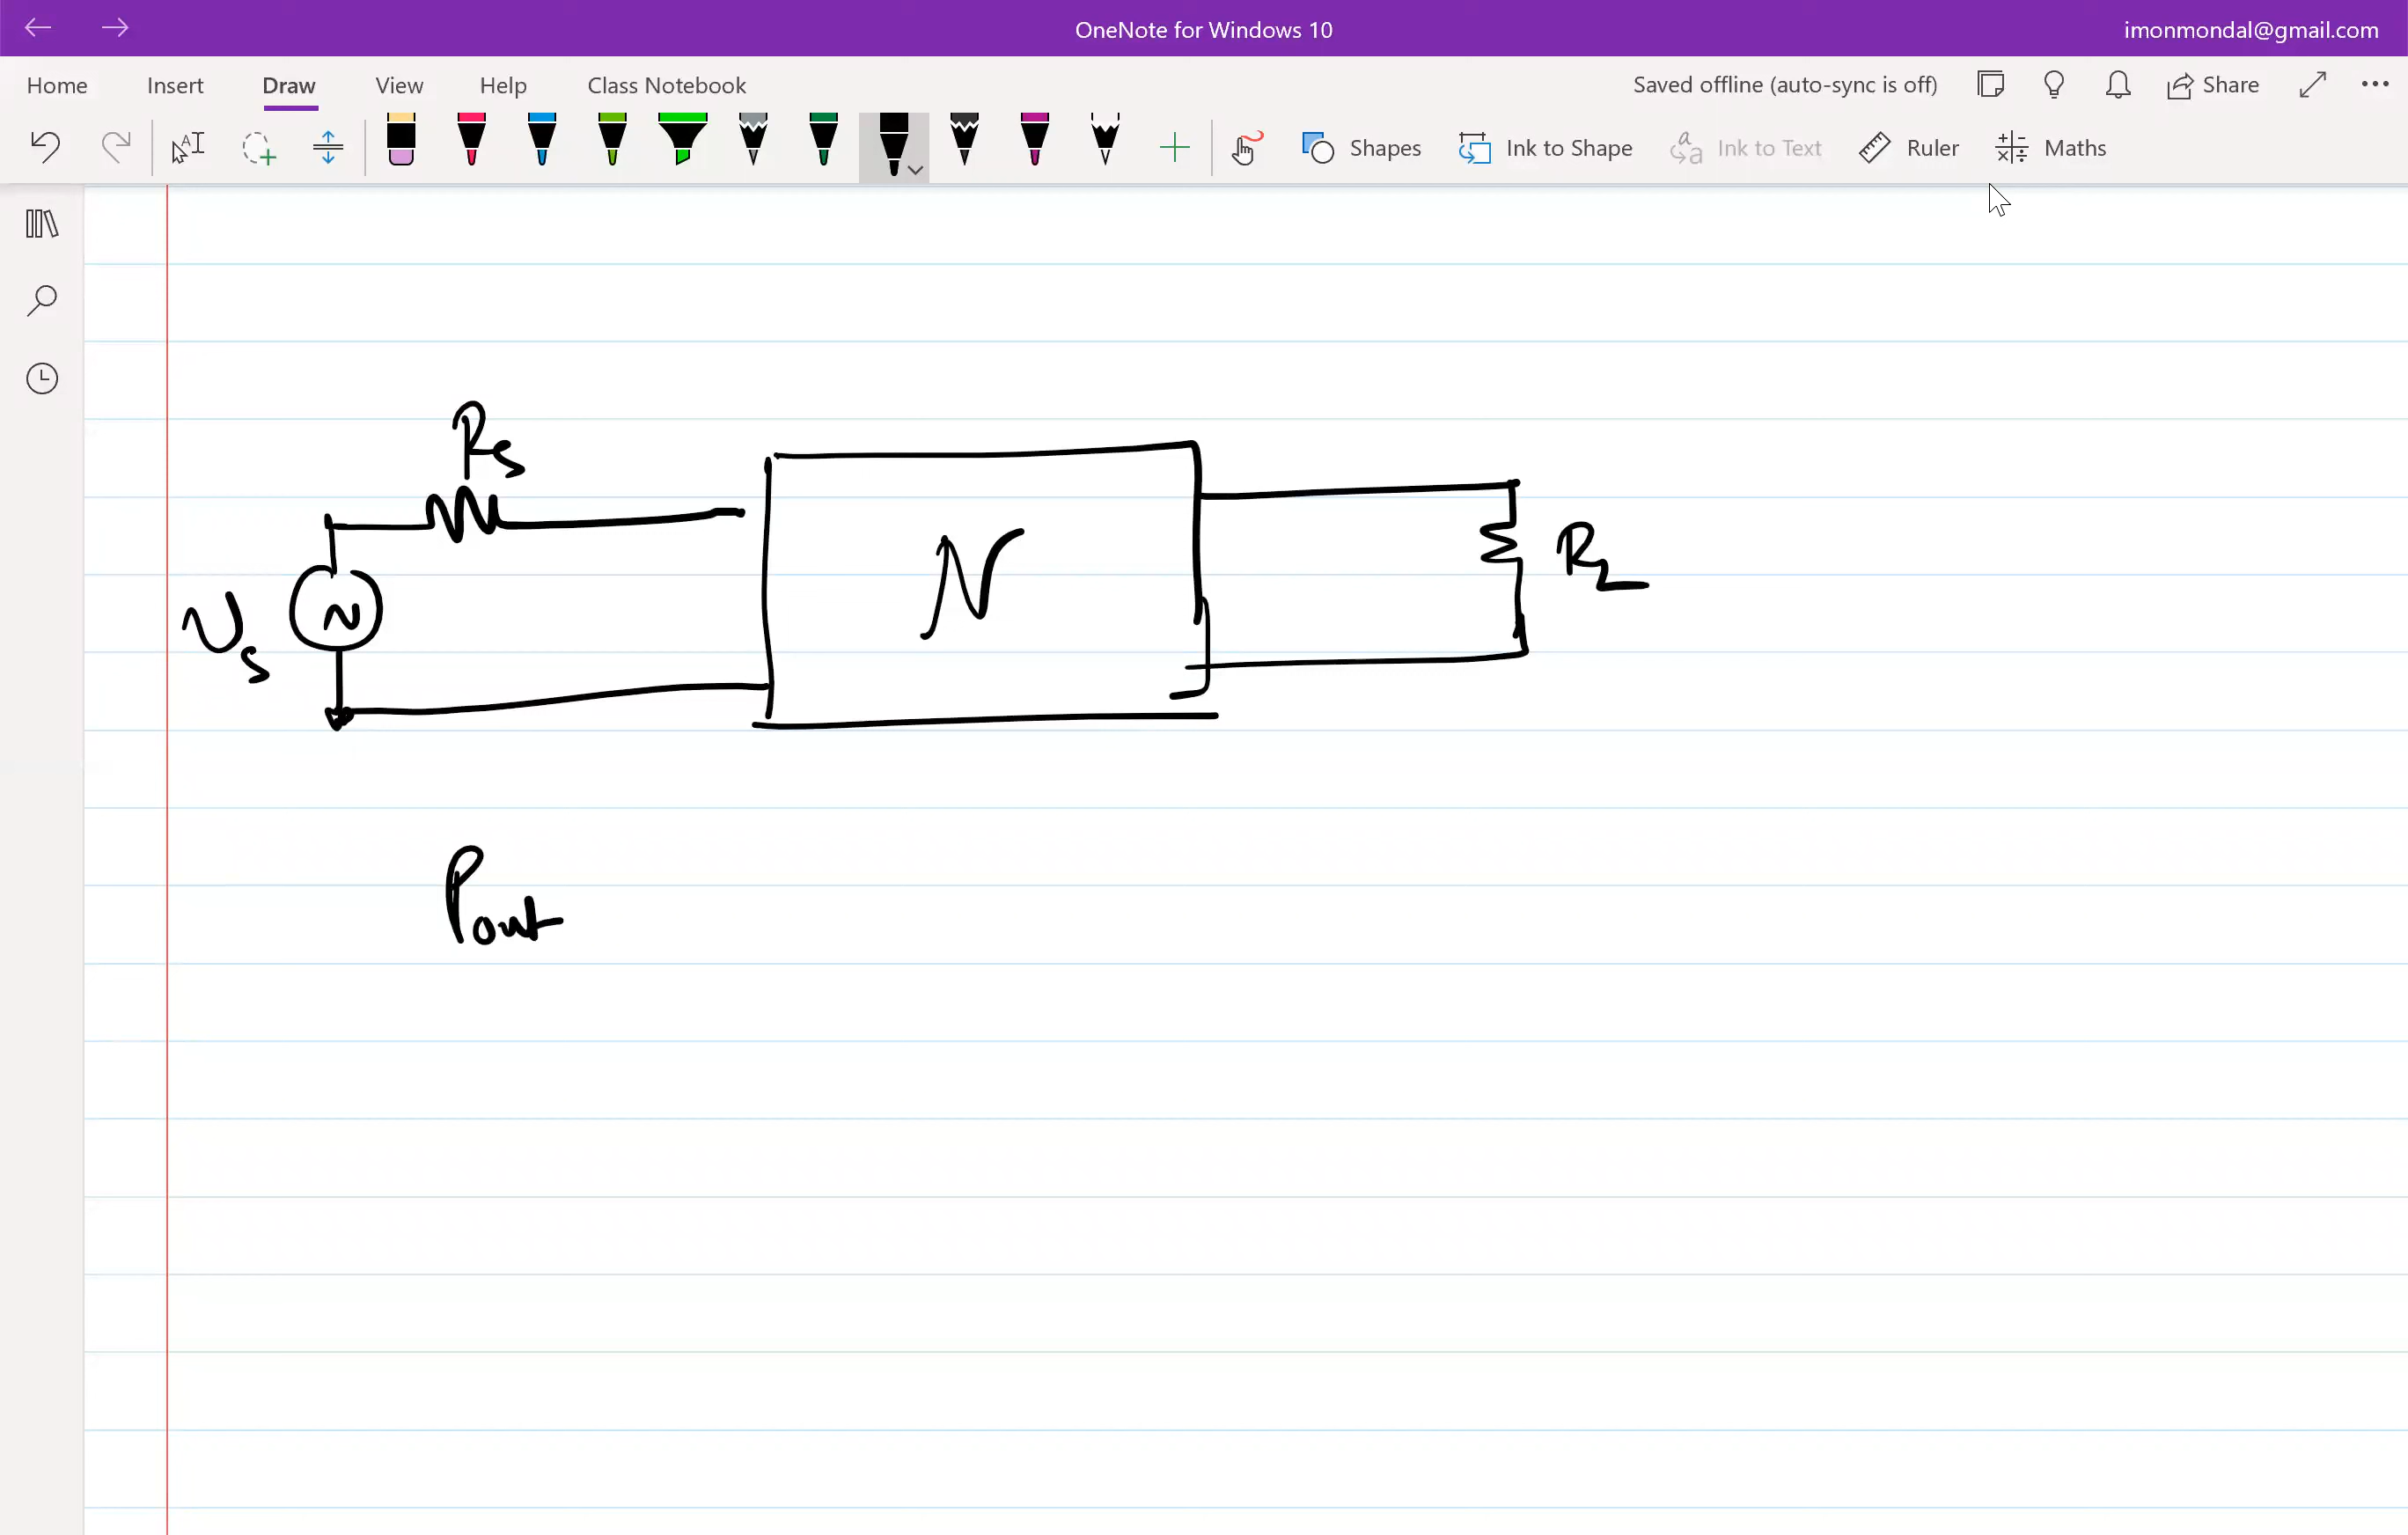 OneNote for Windows 10
imonmondal@gmail.com
Home Insert Draw View Help Class Notebook
Saved offline (auto-sync is off) Share
Shapes Ink to Shape Ink to Text Ruler Maths
Rs
N
RL
Vs
Pout